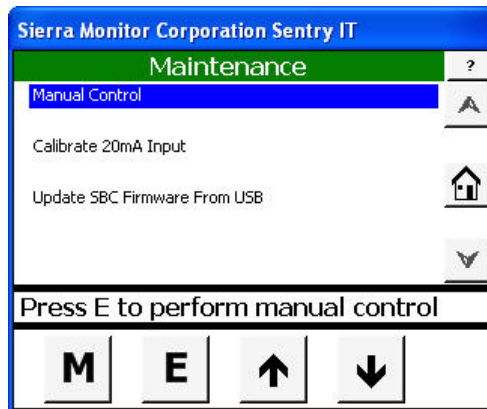 Sierra Monitor Corporation Sentry IT
Maintenance
?
Manual Control
Calibrate 20mA Input
Update SBC Firmware From USB
Press E to perform manual control
M E